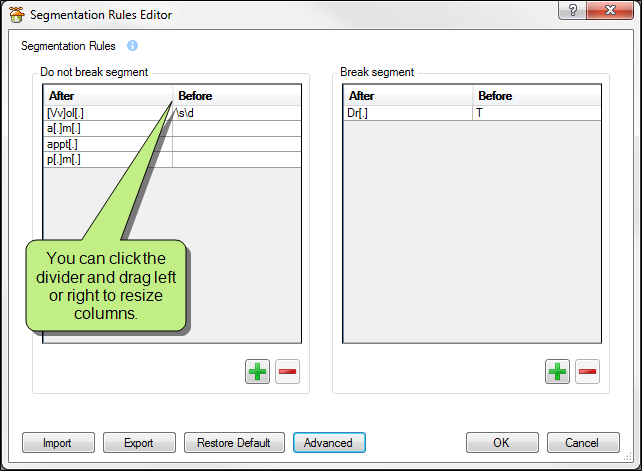 Segmentation Rules Editor
Segmentation Rules
Do not break segment
After Before
[Vv]ol[.] \s\d
a[.]m[.]
appt[.]
p[.]m[.]
You can click the
divider and drag left
or right to resize
columns.
Break segment
After Before
Dr[.] T
Import Export Restore Default Advanced OK Cancel